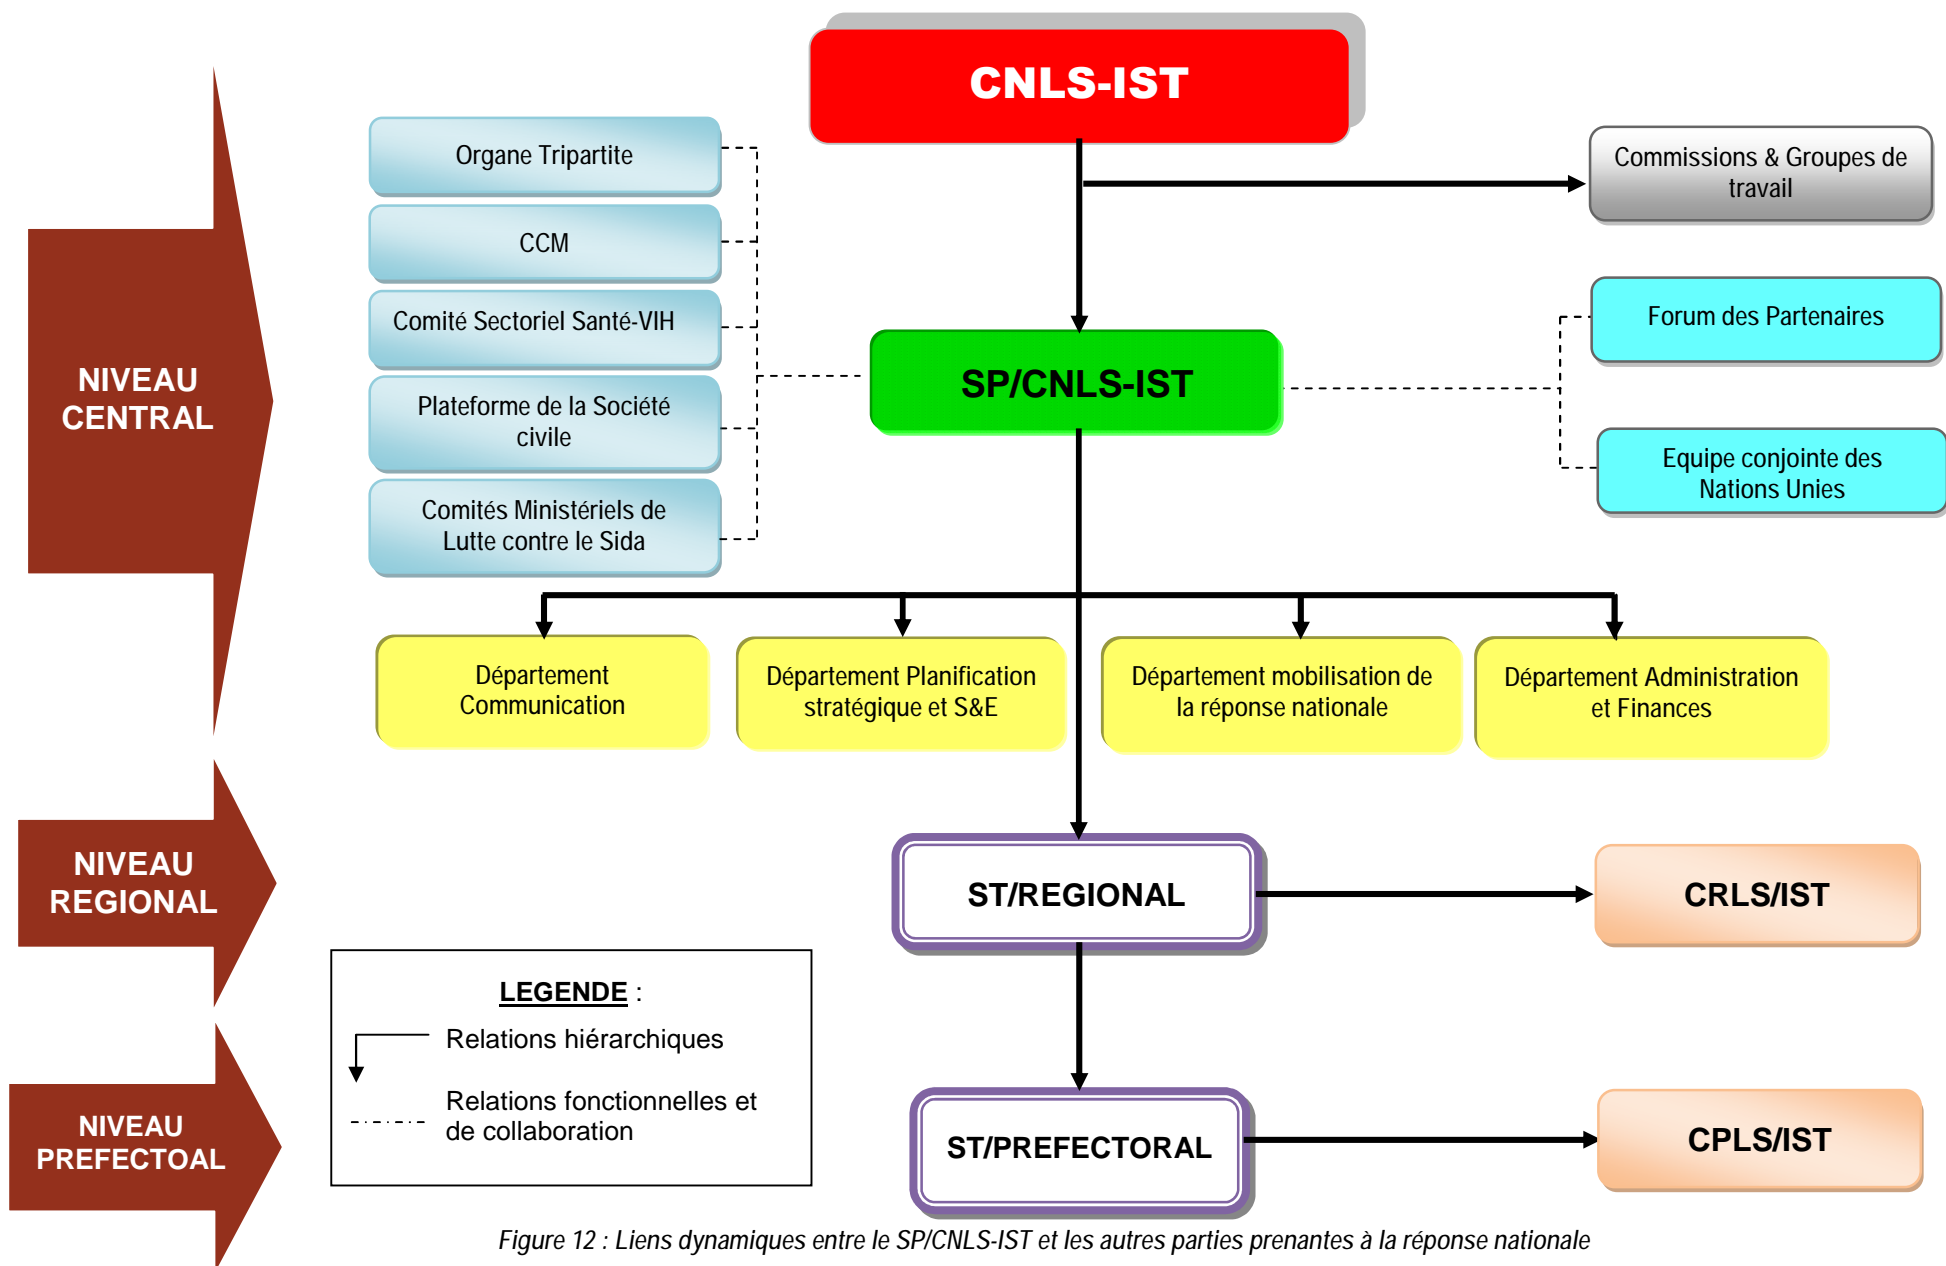 CNLS-IST
Organe Tripartite
Commissions & Groupes de
travail
CCM
Comité Sectoriel Santé-VIH
Forum des Partenaires
NIVEAU
CENTRAL
SP/CNLS-IST
Plateforme de la Société
civile
Equipe conjointe des
Nations Unies
Comités Ministériels de
Lutte contre le Sida
Département
Communication
Département Planification
stratégique et S&E
Département mobilisation de
la réponse nationale
Département Administration
et Finances
NIVEAU
REGIONAL
ST/REGIONAL
CRLS/IST
LEGENDE :
Relations hiérarchiques
Relations fonctionnelles et
de collaboration
NIVEAU
PREFECTOAL
ST/PREFECTORAL
CPLS/IST
Figure 12 : Liens dynamiques entre le SP/CNLS-IST et les autres parties prenantes à la réponse nationale